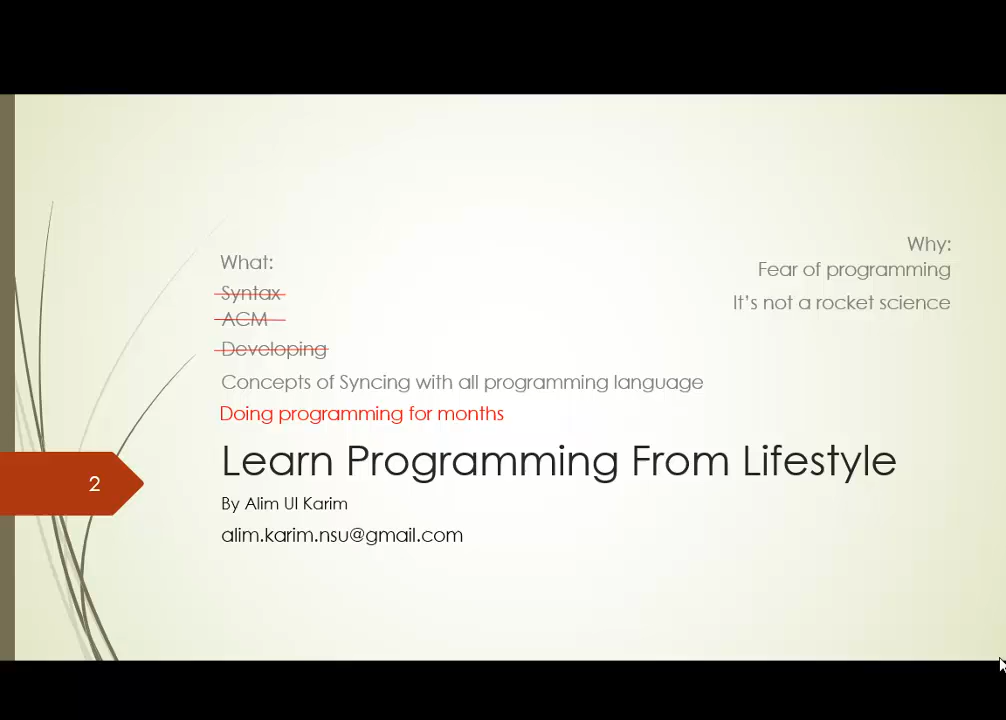 What:
Syntax
ACM
Developing
Concepts of Syncing with all programming language
Doing programming for months
Why:
Fear of programming
It's not a rocket science
Learn Programming From Lifestyle
2
By Alim Ul Karim
alim.karim.nsu@gmail.com